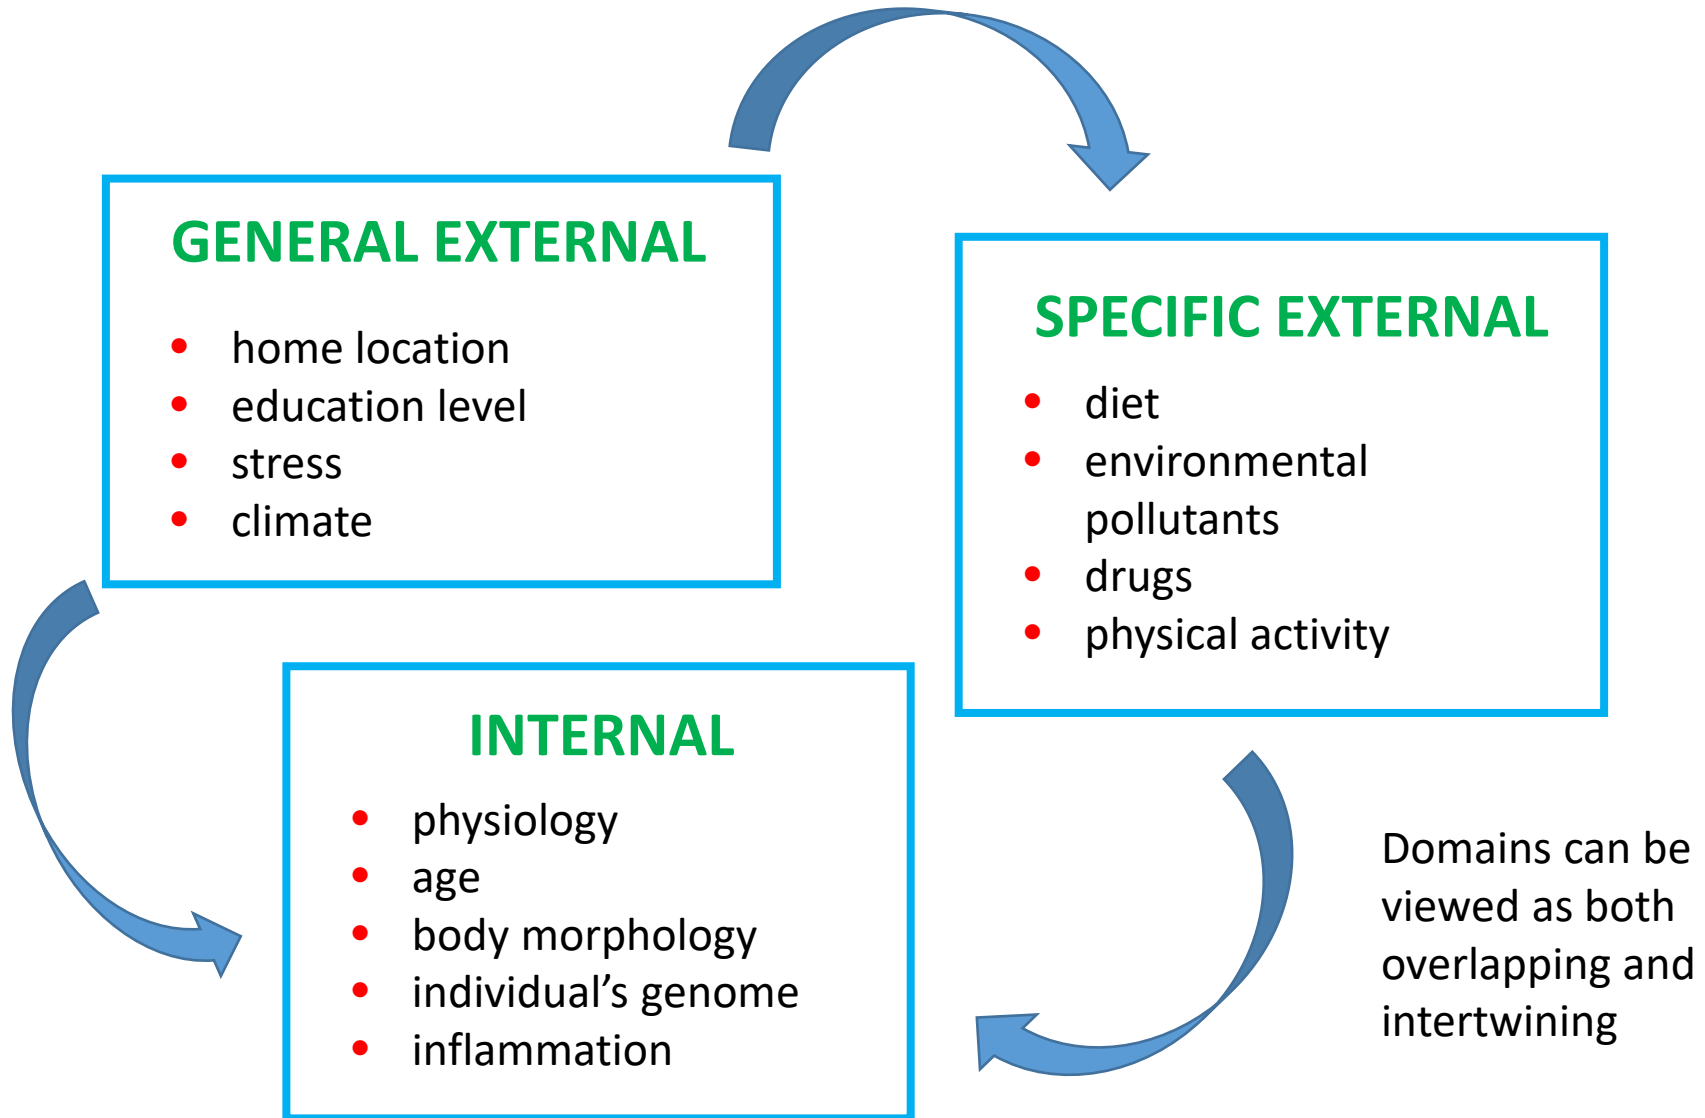 GENERAL EXTERNAL
• home location
• education level
• stress
• climate
SPECIFIC EXTERNAL
• diet
• environmental
pollutants
• drugs
• physical activity
INTERNAL
• physiology
• age
• body morphology
• individual’s genome
• inflammation
Domains can be
viewed as both
overlapping and
intertwining